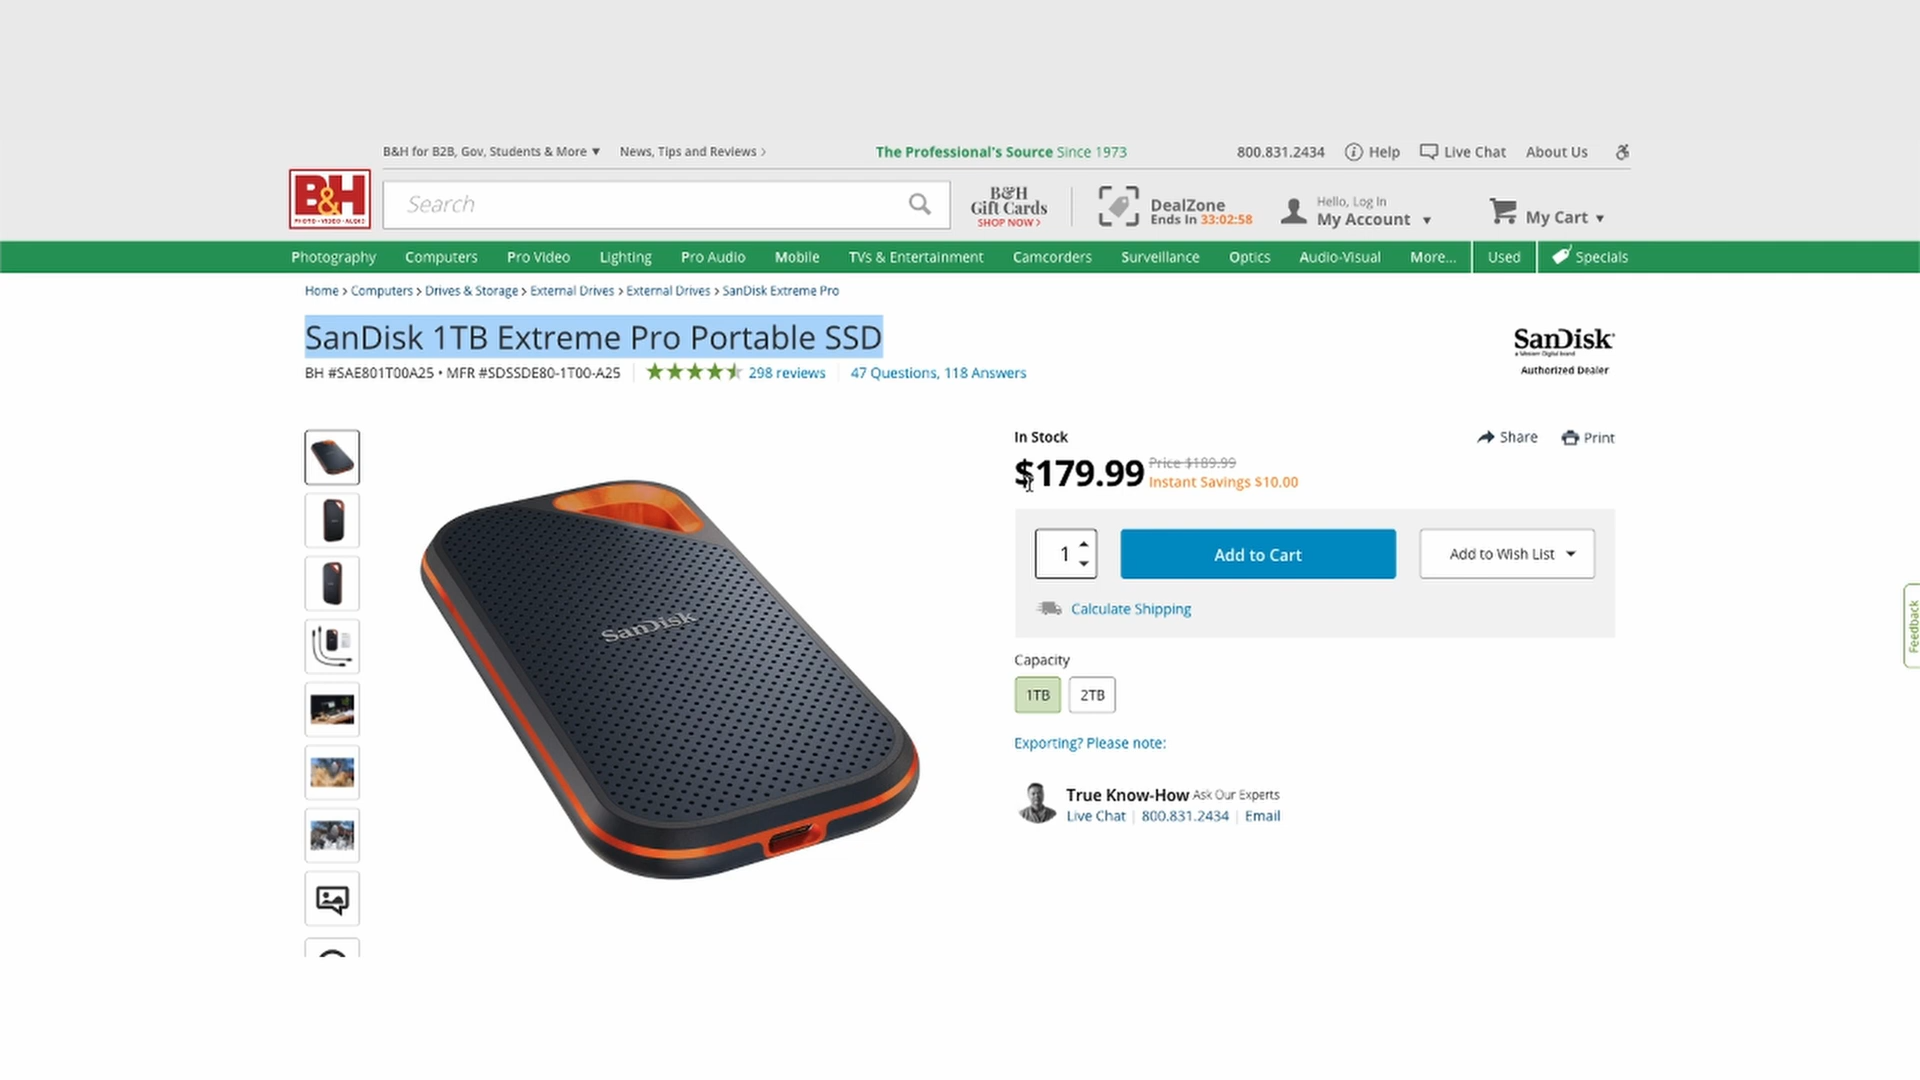 B&H for B2B, Gov, Students & More ▼ News, Tips and Reviews › The Professional's Source Since 1973 800.831.2434 Help Live Chat About Us
B&H
PHOTO • VIDEO • AUDIO
Search
B&H
Gift Cards
SHOP NOW ›
DealZone
Ends In 33:02:58
Hello, Log In
My Account ▼
My Cart ▼
Photography Computers Pro Video Lighting Pro Audio Mobile TVs & Entertainment Camcorders Surveillance Optics Audio-Visual More... Used Specials
Home › Computers › Drives & Storage › External Drives › External Drives › SanDisk Extreme Pro
SanDisk 1TB Extreme Pro Portable SSD
BH #SAE801T00A25 • MFR #SDSSDE80-1T00-A25 298 reviews 47 Questions, 118 Answers
SanDisk
a Western Digital brand
Authorized Dealer
In Stock
Share Print
$179.99
Price $189.99
Instant Savings $10.00
1
Add to Cart
Add to Wish List
Calculate Shipping
Capacity
1TB 2TB
Exporting? Please note:
True Know-How Ask Our Experts
Live Chat | 800.831.2434 | Email
SanDisk
Feedback